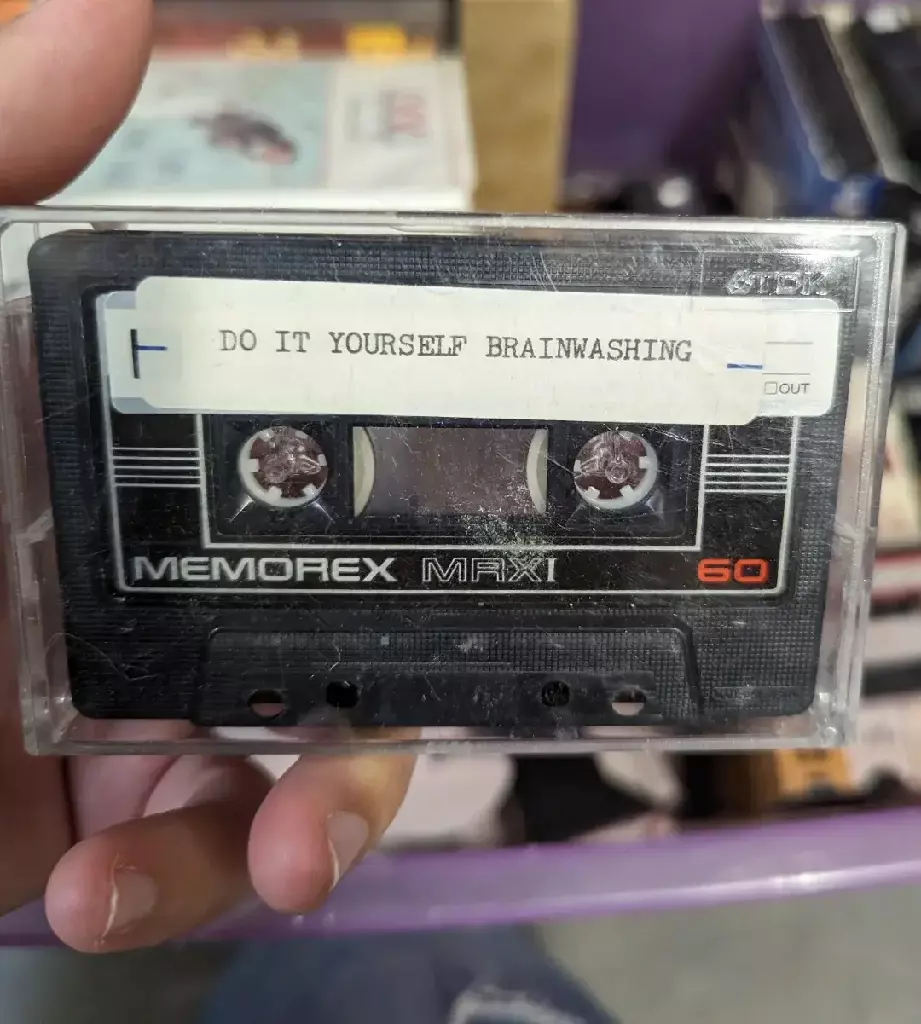 TDK
DO IT YOURSELF BRAINWASHING
OUT
MEMOREX MRXI 60